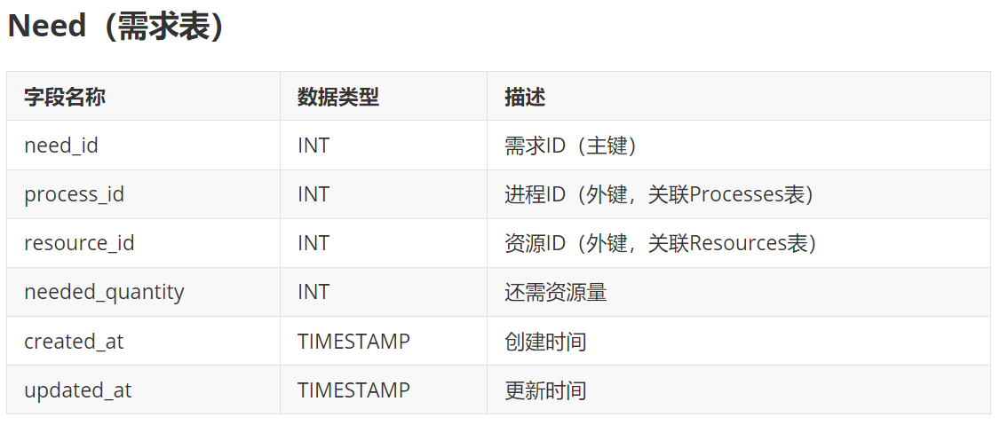 Need（需求表）
字段名称 数据类型 描述
need_id INT 需求ID（主键）
process_id INT 进程ID（外键，关联Processes表）
resource_id INT 资源ID（外键，关联Resources表）
needed_quantity INT 还需资源量
created_at TIMESTAMP 创建时间
updated_at TIMESTAMP 更新时间